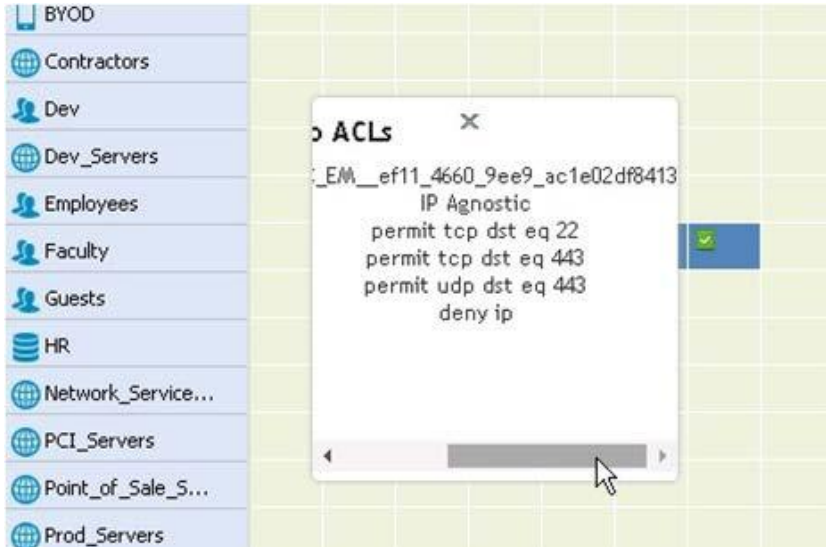 BYOD
Contractors
Dev
Dev_Servers
Employees
Faculty
Guests
HR
Network_Service...
PCI_Servers
Point_of_Sale_S...
Prod_Servers
ACLs
_EM__ef11_4660_9ee9_ac1e02df8413
IP Agnostic
permit tcp dst eq 22
permit tcp dst eq 443
permit udp dst eq 443
deny ip